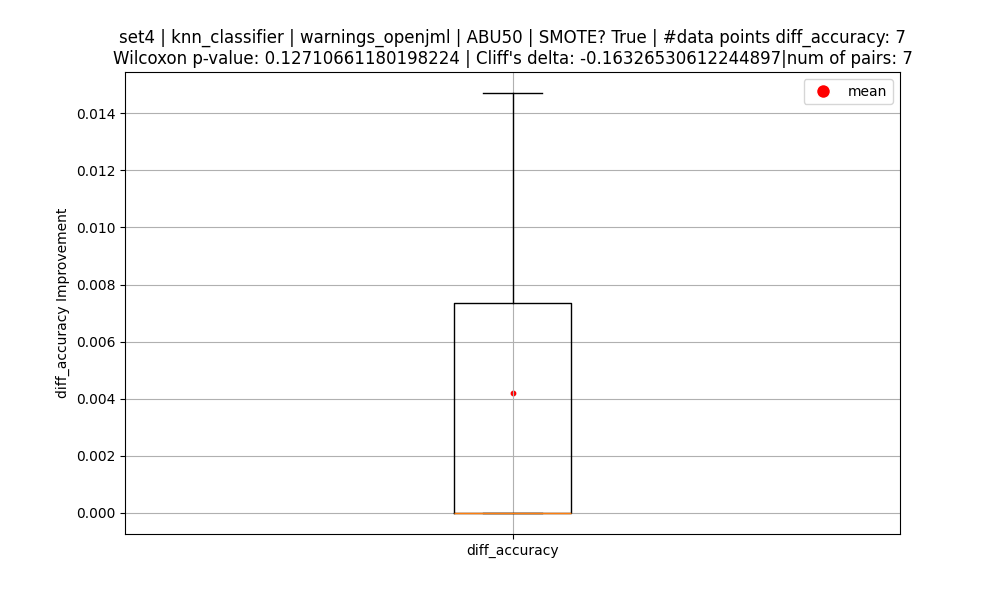 set4 | knn_classifier | warnings_openjml | ABU50 | SMOTE? True | #data points diff_accuracy: 7
Wilcoxon p-value: 0.12710661180198224 | Cliff's delta: -0.16326530612244897|num of pairs: 7
mean
0.014
0.012
0.010
0.008
0.006
0.004
0.002
0.000
diff_accuracy Improvement
diff_accuracy